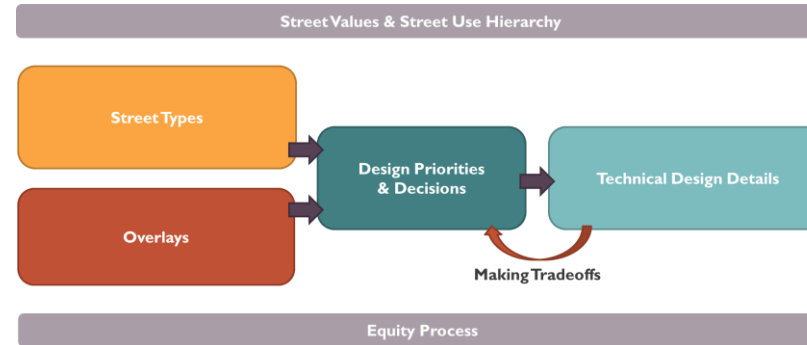 Street Values & Street Use Hierarchy
Street Types
Overlays
Design Priorities
& Decisions
Technical Design Details
Making Tradeoffs
Equity Process